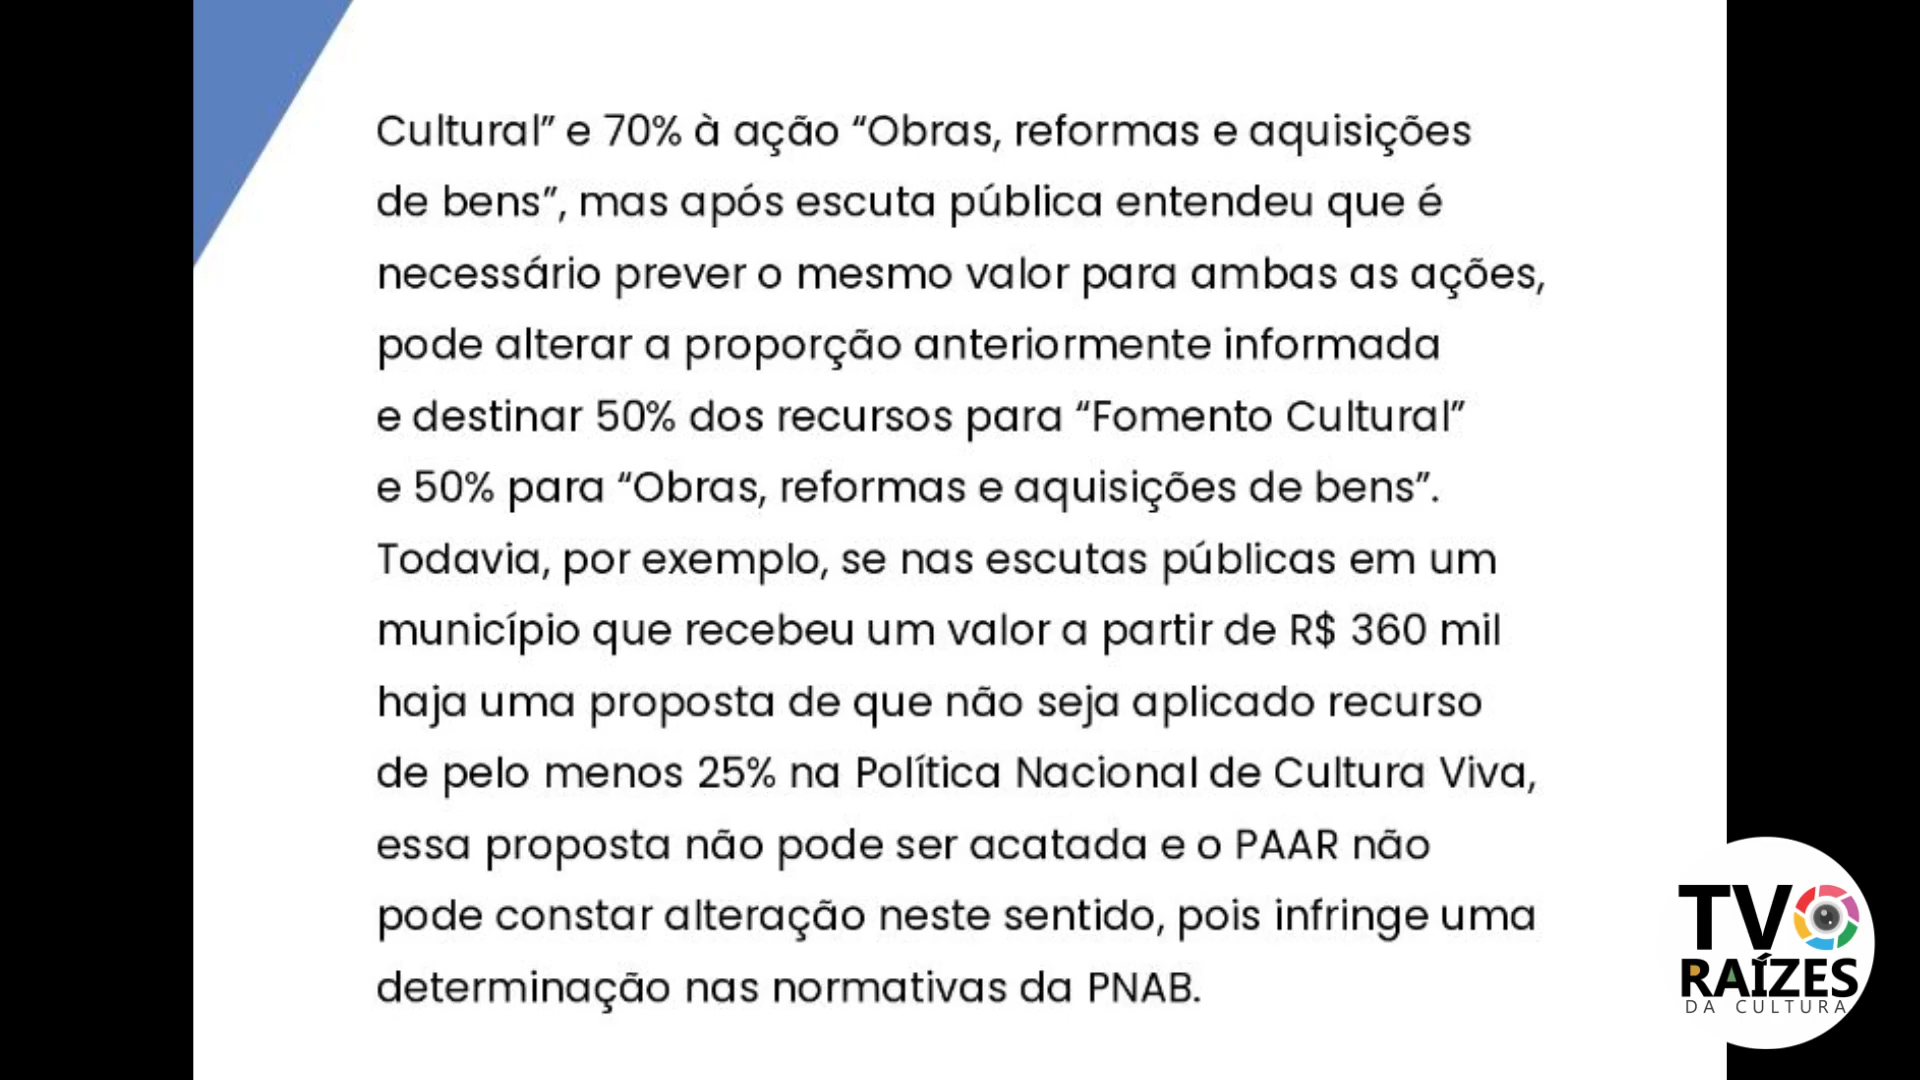 Cultural” e 70% à ação “Obras, reformas e aquisições
de bens”, mas após escuta pública entendeu que é
necessário prever o mesmo valor para ambas as ações,
pode alterar a proporção anteriormente informada
e destinar 50% dos recursos para “Fomento Cultural”
e 50% para “Obras, reformas e aquisições de bens”.
Todavia, por exemplo, se nas escutas públicas em um
município que recebeu um valor a partir de R$ 360 mil
haja uma proposta de que não seja aplicado recurso
de pelo menos 25% na Política Nacional de Cultura Viva,
essa proposta não pode ser acatada e o PAAR não
pode constar alteração neste sentido, pois infringe uma
determinação nas normativas da PNAB.
TV
RAÍZES
DA CULTURA